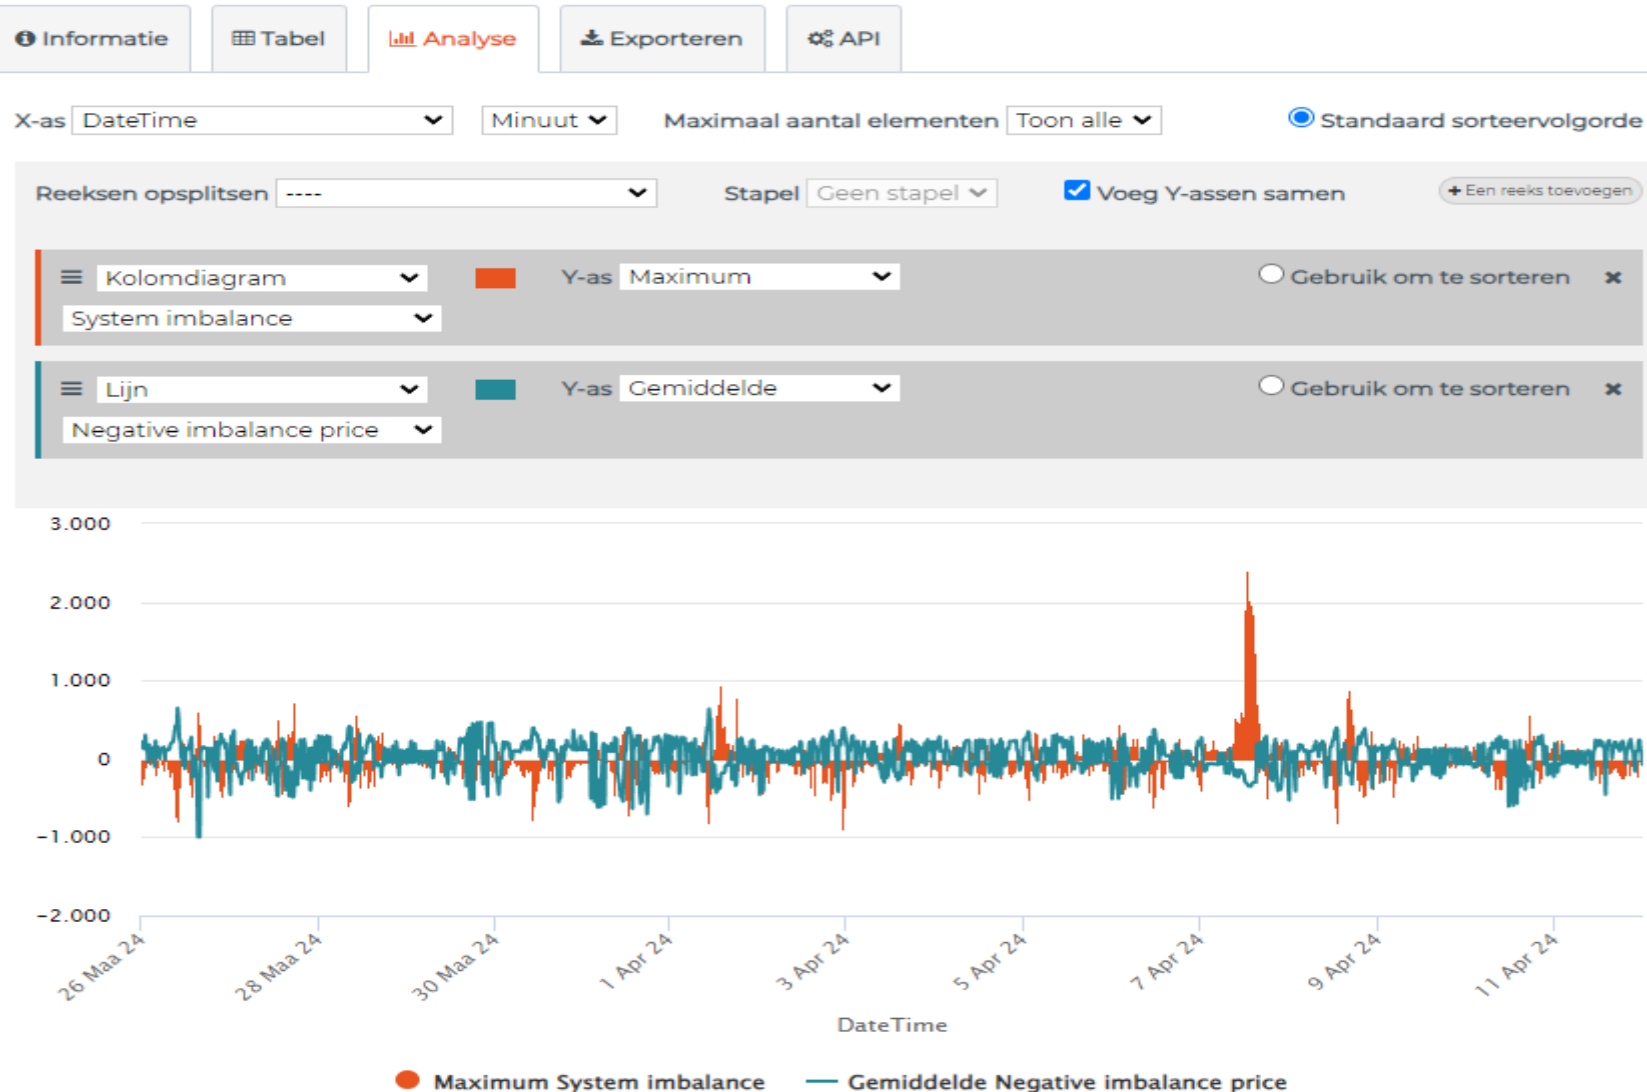 Informatie Tabel Analyse Exporteren API
X-as DateTime Minuut Maximaal aantal elementen Toon alle Standaard sorteervolgorde
Reeksen opsplitsen ---- Stapel Geen stapel Voeg Y-assen samen + Een reeks toevoegen
Kolomdiagram Y-as Maximum Gebruik om te sorteren
System imbalance
Lijn Y-as Gemiddelde Gebruik om te sorteren
Negative imbalance price
3.000
2.000
1.000
0
-1.000
-2.000
26 Maa 24 28 Maa 24 30 Maa 24 1 Apr 24 3 Apr 24 5 Apr 24 7 Apr 24 9 Apr 24 11 Apr 24
DateTime
Maximum System imbalance Gemiddelde Negative imbalance price